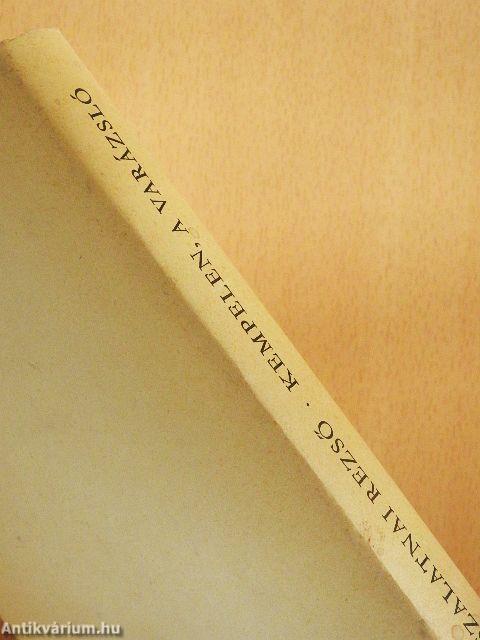 ZALATNAI REZSŐ · KEMPELEN, A VARÁZSLÓ
Antikvárium.hu